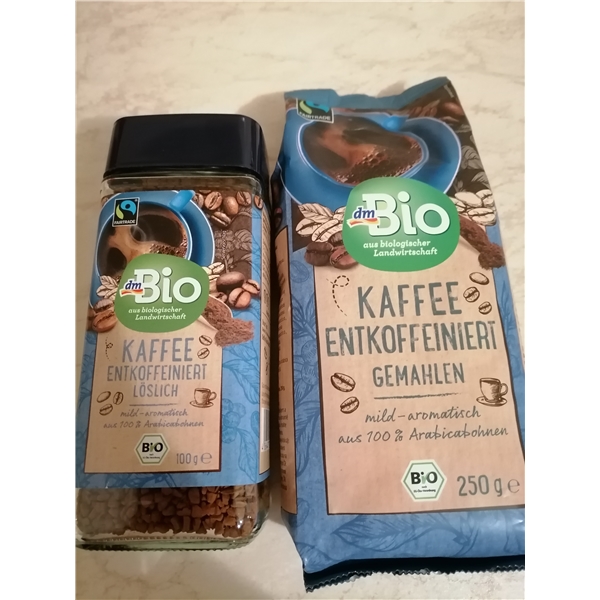 FAIRTRADE
dm Bio
aus biologischer
Landwirtschaft
KAFFEE
ENTKOFFEINIERT
LÖSLICH
mild-aromatisch
aus 100% Arabicabohnen
BIO
100 g e
FAIRTRADE
dm Bio
aus biologischer
Landwirtschaft
KAFFEE
ENTKOFFEINIERT
GEMAHLEN
mild-aromatisch
aus 100% Arabicabohnen
BIO
250 g e